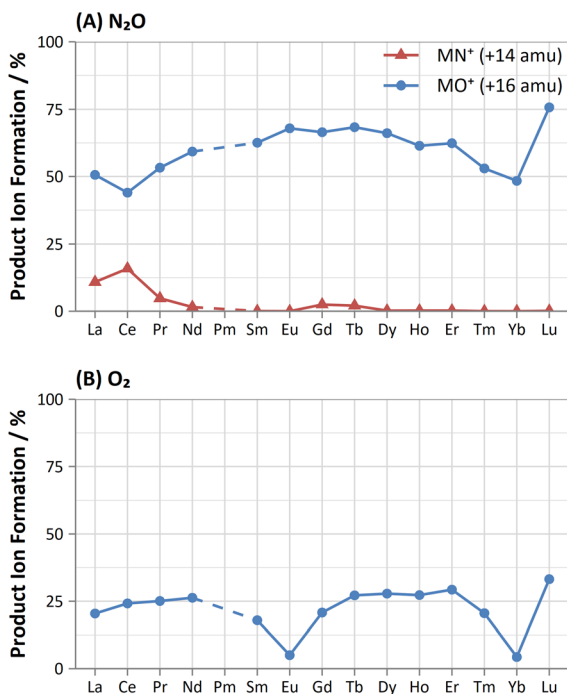 (A) N₂O
Product Ion Formation / %
100
75
50
25
0
MN⁺ (+14 amu)
MO⁺ (+16 amu)
La Ce Pr Nd Pm Sm Eu Gd Tb Dy Ho Er Tm Yb Lu
(B) O₂
Product Ion Formation / %
100
75
50
25
0
La Ce Pr Nd Pm Sm Eu Gd Tb Dy Ho Er Tm Yb Lu